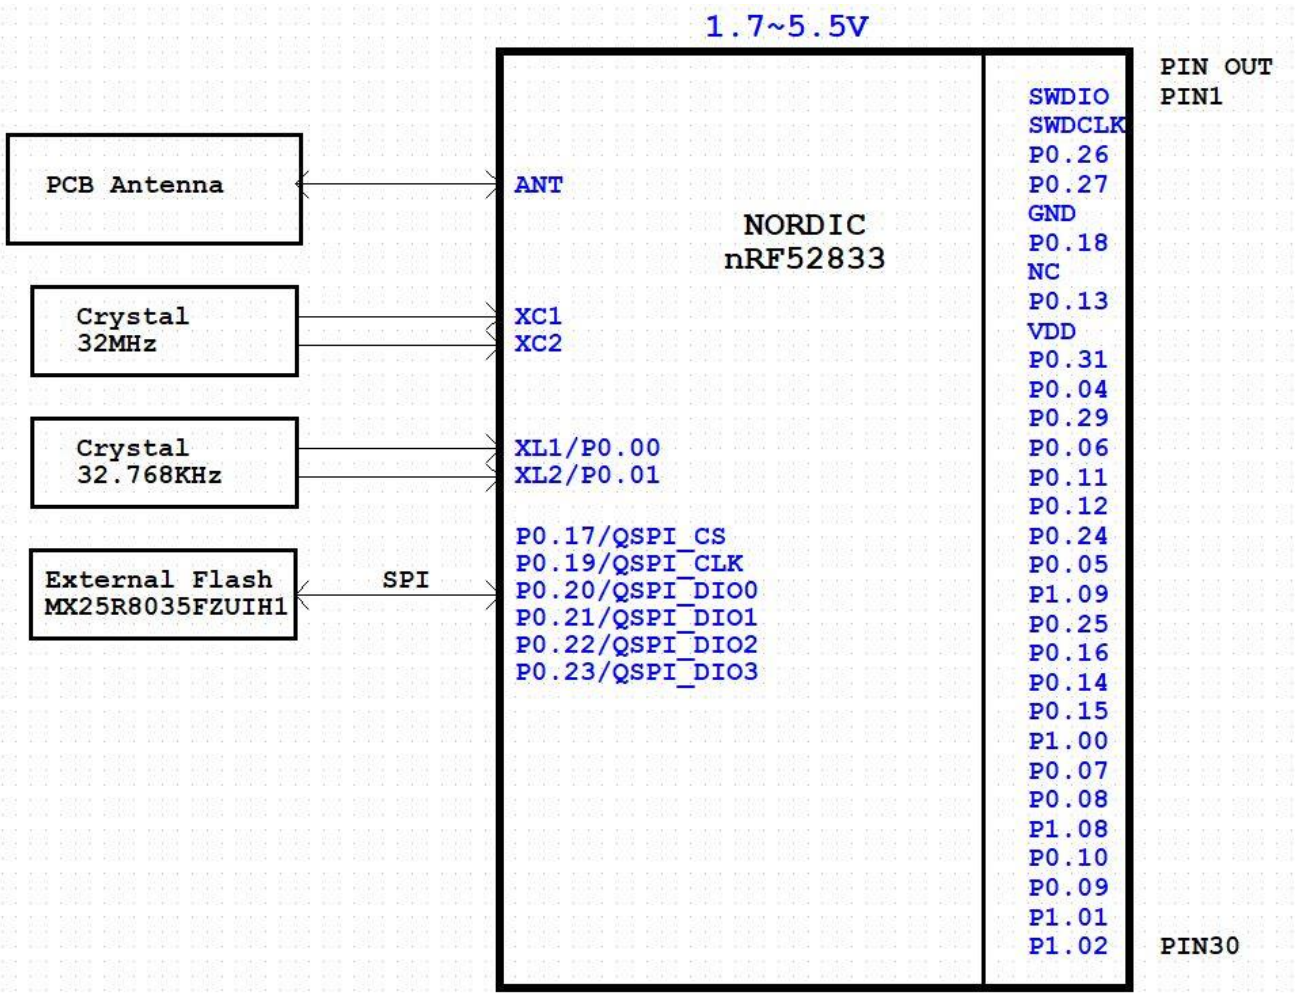 1.7~5.5V
PIN OUT
PIN1
PCB Antenna
ANT
NORDIC
nRF52833
Crystal
32MHz
XC1
XC2
Crystal
32.768KHz
XL1/P0.00
XL2/P0.01
External Flash
MX25R8035FZUIH1
SPI
P0.17/QSPI_CS
P0.19/QSPI_CLK
P0.20/QSPI_DIO0
P0.21/QSPI_DIO1
P0.22/QSPI_DIO2
P0.23/QSPI_DIO3
SWDIO
SWDCLK
P0.26
P0.27
GND
P0.18
NC
P0.13
VDD
P0.31
P0.04
P0.29
P0.06
P0.11
P0.12
P0.24
P0.05
P1.09
P0.25
P0.16
P0.14
P0.15
P1.00
P0.07
P0.08
P1.08
P0.10
P0.09
P1.01
P1.02
PIN30